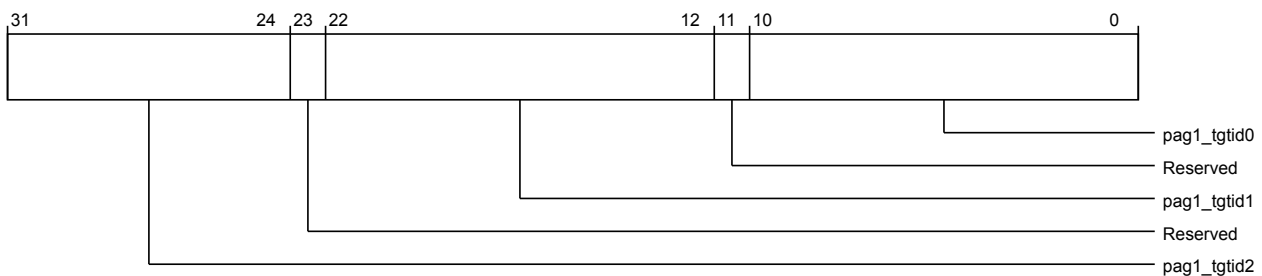 31 24 23 22 12 11 10 0
pag1_tgtid0
Reserved
pag1_tgtid1
Reserved
pag1_tgtid2